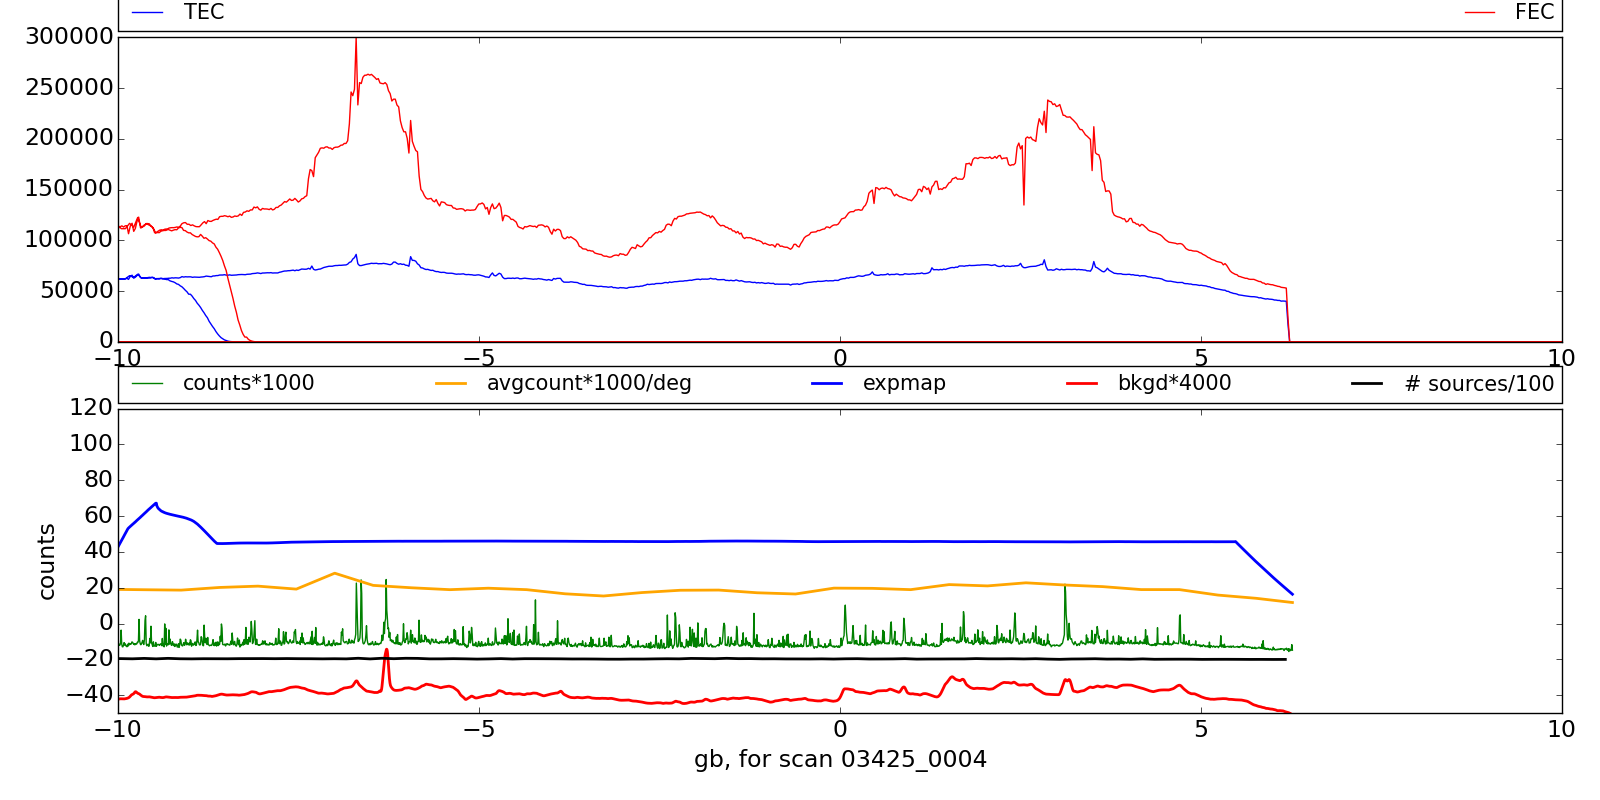 TEC FEC
300000
250000
200000
150000
100000
50000
0
−10 −5 0 5 10
counts*1000 avgcount*1000/deg expmap bkgd*4000 # sources/100
120
100
80
60
40
20
0
−20
−40
counts
−10 −5 0 5 10
gb, for scan 03425_0004